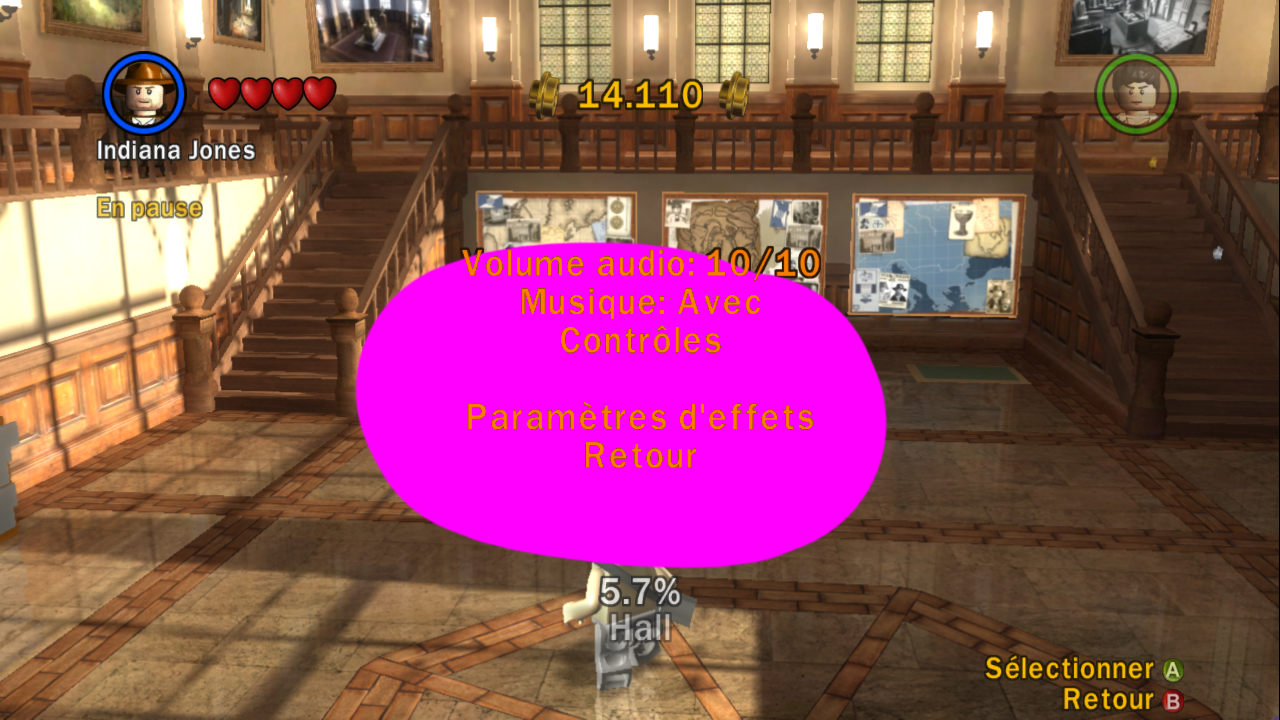 14.110
Indiana Jones
En pause
Volume audio: 10/10
Musique: Avec
Contrôles
Paramètres d'effets
Retour
5.7%
Hall
Sélectionner A
Retour B